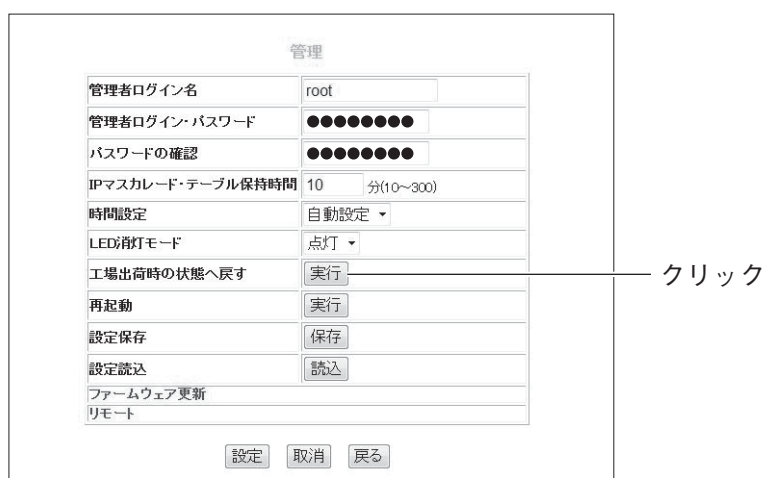 管理
管理者ログイン名 root
管理者ログイン・パスワード ●●●●●●●●
パスワードの確認 ●●●●●●●●
IPマスカレード・テーブル保持時間 10 分(10～300)
時間設定 自動設定
LED消灯モード 点灯
工場出荷時の状態へ戻す 実行 クリック
再起動 実行
設定保存 保存
設定読込 読込
ファームウェア更新
リモート
設定 取消 戻る